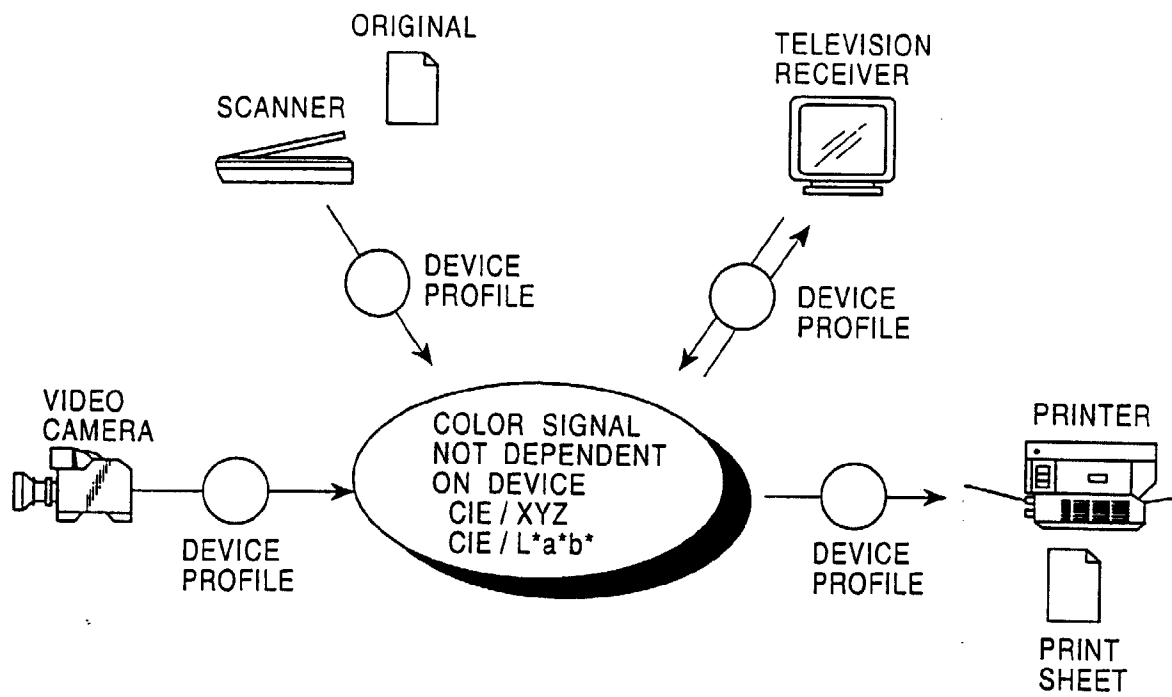 ORIGINAL
SCANNER
TELEVISION
RECEIVER
DEVICE
PROFILE
DEVICE
PROFILE
VIDEO
CAMERA
DEVICE
PROFILE
COLOR SIGNAL
NOT DEPENDENT
ON DEVICE
CIE / XYZ
CIE / L*a*b*
DEVICE
PROFILE
PRINTER
PRINT
SHEET